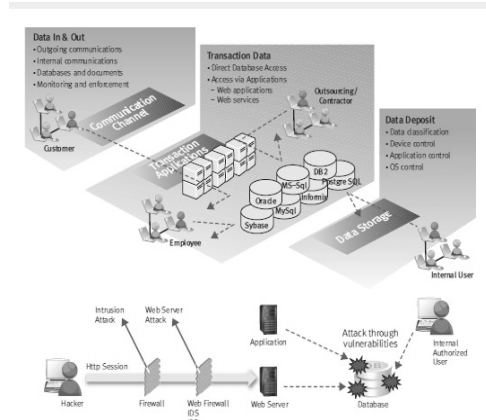 Data In & Out
• Outgoing communications
• Internal communications
• Databases and documents
• Monitoring and enforcement
Communication
Channel
Customer
Transaction Data
• Direct Database Access
• Access via Applications
– Web applications
– Web services
Outsourcing/
Contractor
Transaction
Applications
Data Deposit
• Data classification
• Device control
• Application control
• OS control
DB2
Postgre SQL
MS-Sql
Informix
Oracle
MySql
Sybase
Employee
Data Storage
Internal User
Intrusion
Attack
Web Server
Attack
Http Session
Hacker
Firewall
Web Firewall
IDS
Web Server
Application
Attack through
vulnerabilities
Database
Internal
Authorized
User